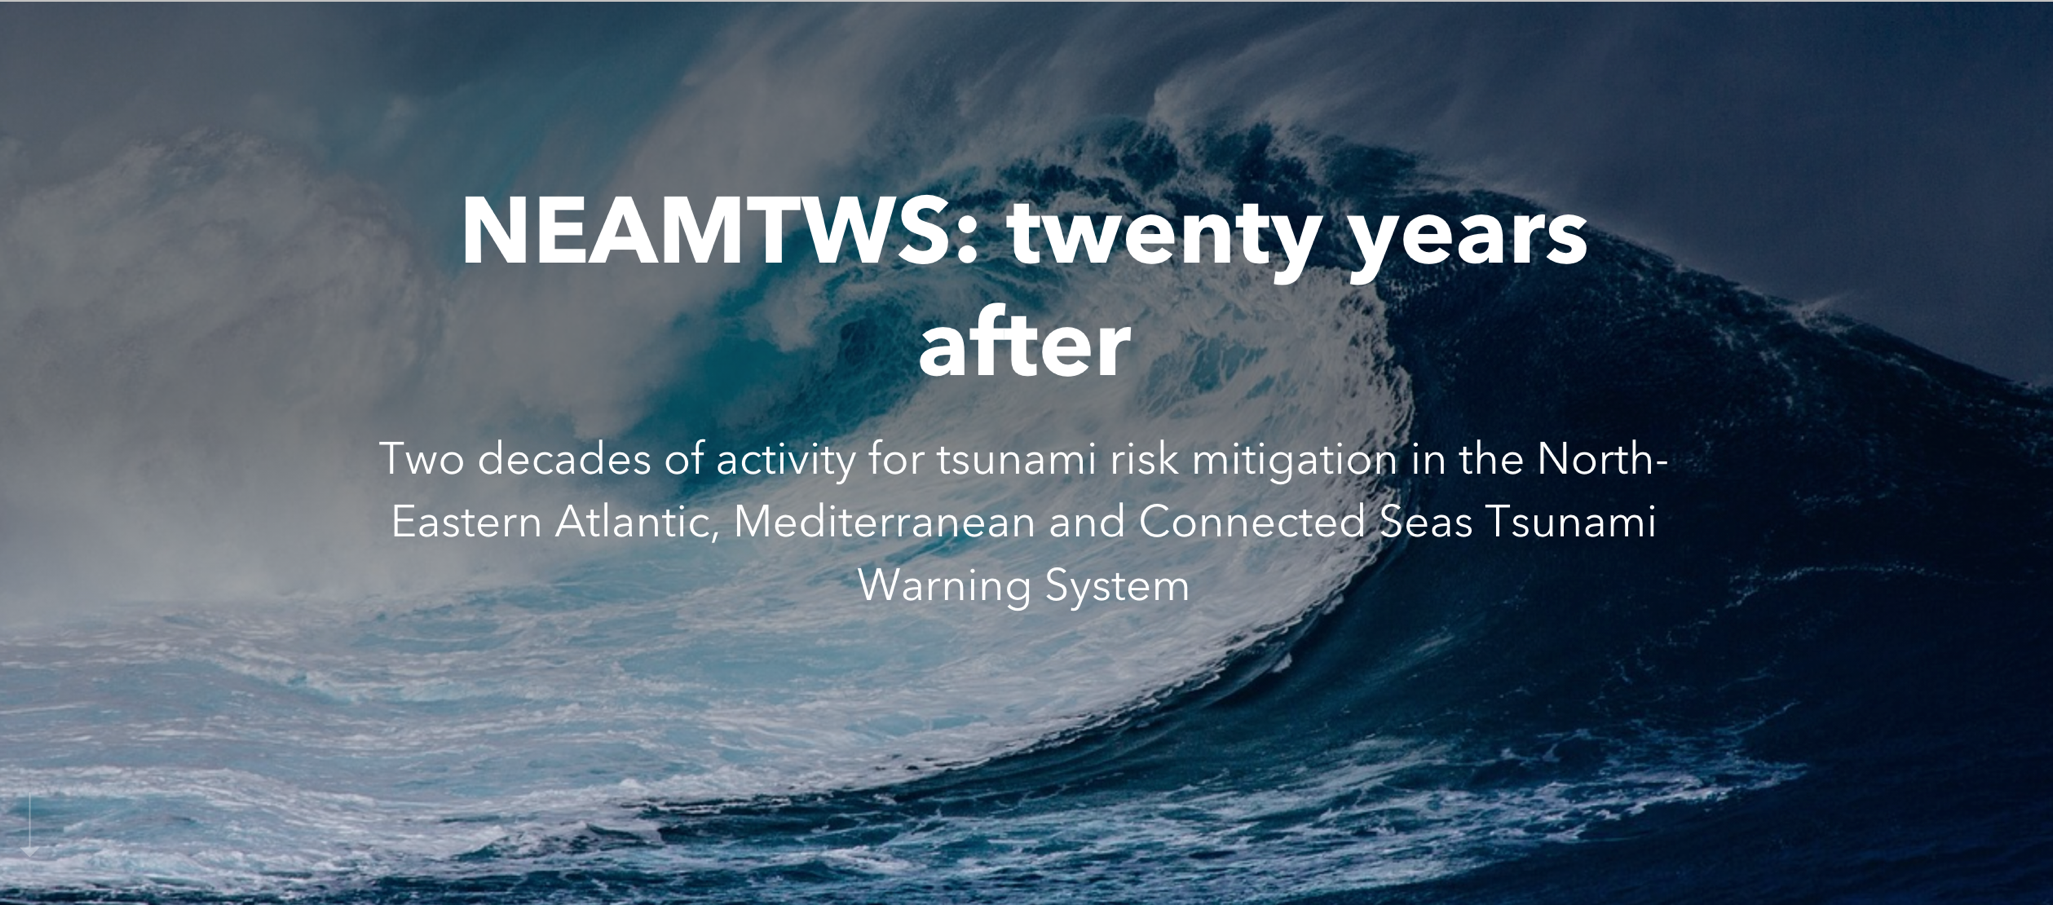 NEAMTWS: twenty years
after
Two decades of activity for tsunami risk mitigation in the North-
Eastern Atlantic, Mediterranean and Connected Seas Tsunami
Warning System